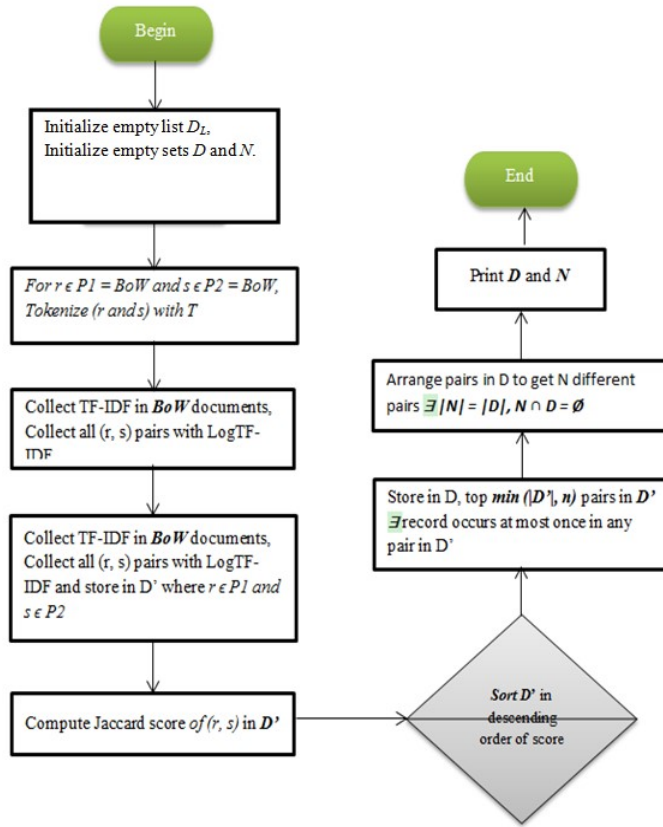 Begin
Initialize empty list D_L,
Initialize empty sets D and N.
For r ϵ P1 = BoW and s ϵ P2 = BoW,
Tokenize (r and s) with T
Collect TF-IDF in BoW documents,
Collect all (r, s) pairs with LogTF-
IDF
Collect TF-IDF in BoW documents,
Collect all (r, s) pairs with LogTF-
IDF and store in D’ where r ϵ P1 and
s ϵ P2
Compute Jaccard score of (r, s) in D’
Sort D’ in
descending
order of score
Store in D, top min (|D’|, n) pairs in D’
∃ record occurs at most once in any
pair in D’
Arrange pairs in D to get N different
pairs ∃ |N| = |D|, N ∩ D = Ø
Print D and N
End